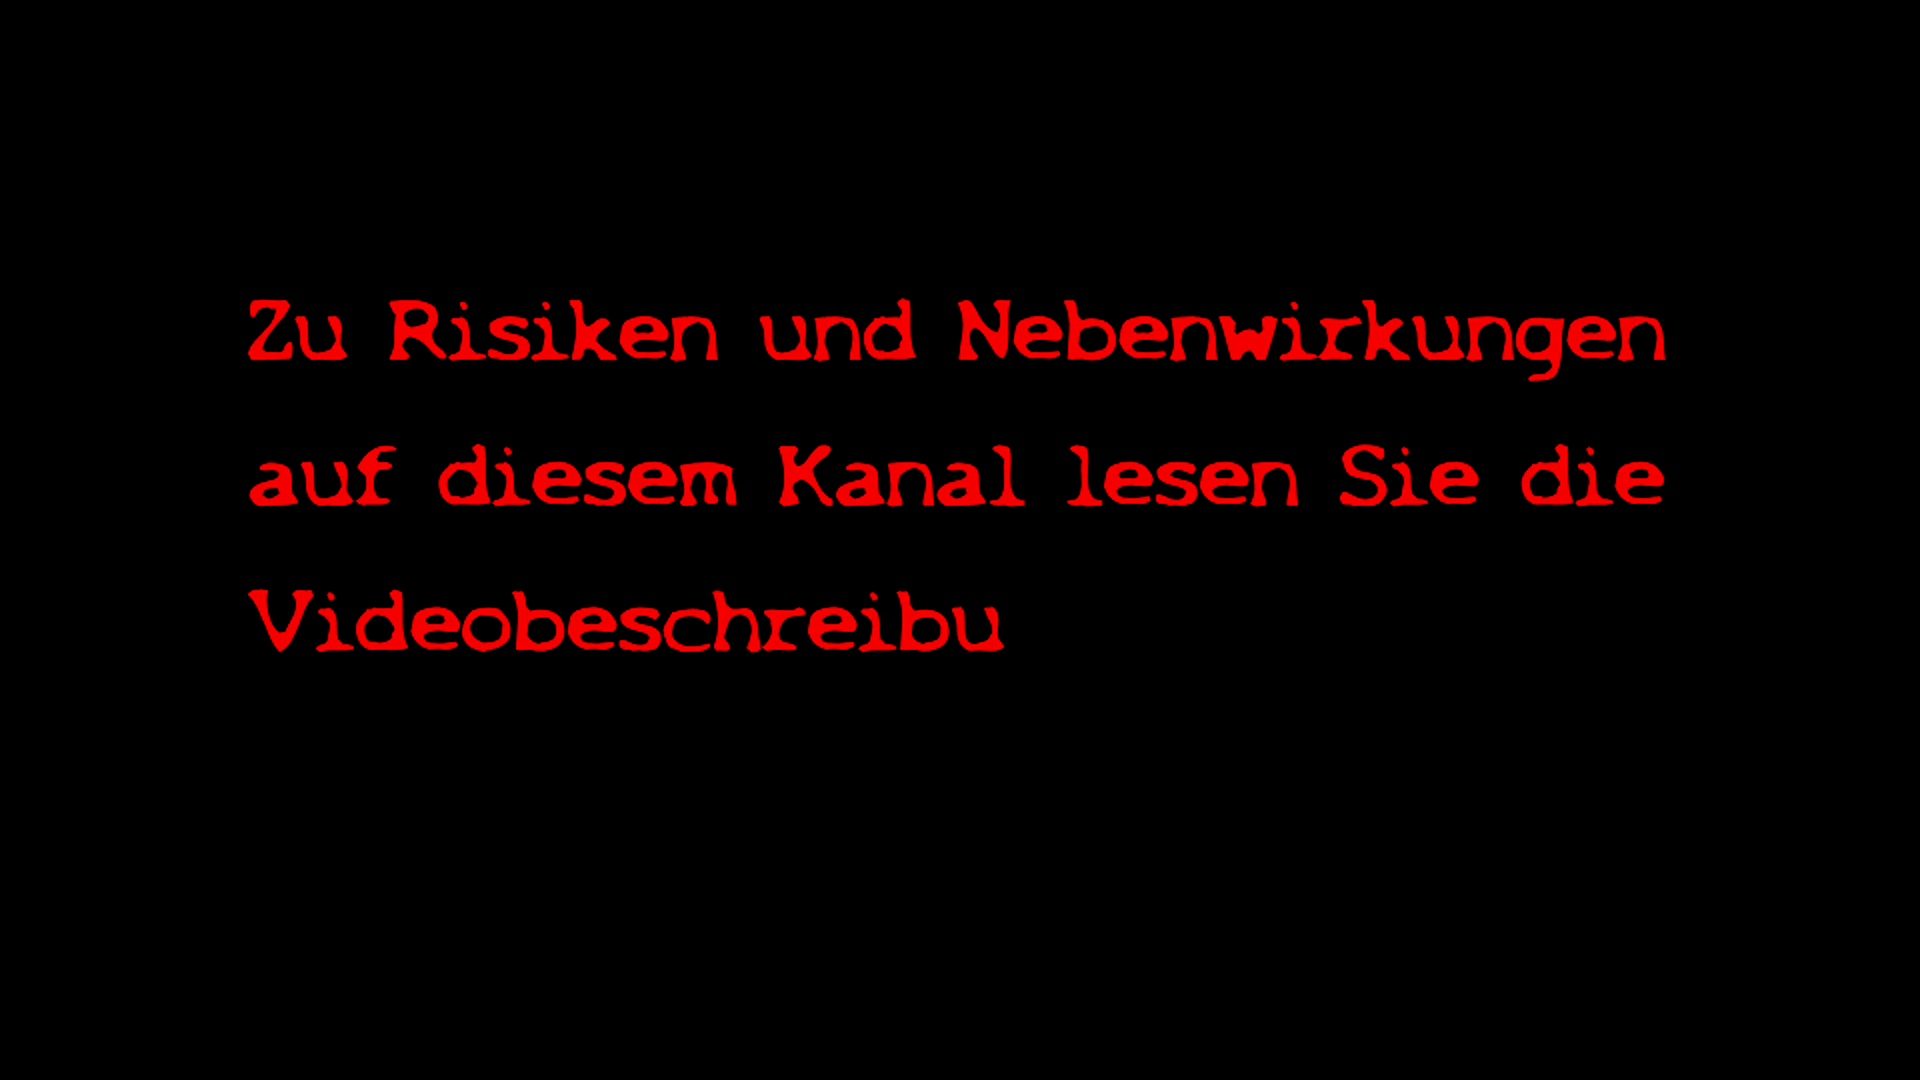 Zu Risiken und Nebenwirkungen
auf diesem Kanal lesen Sie die
Videobeschreibu